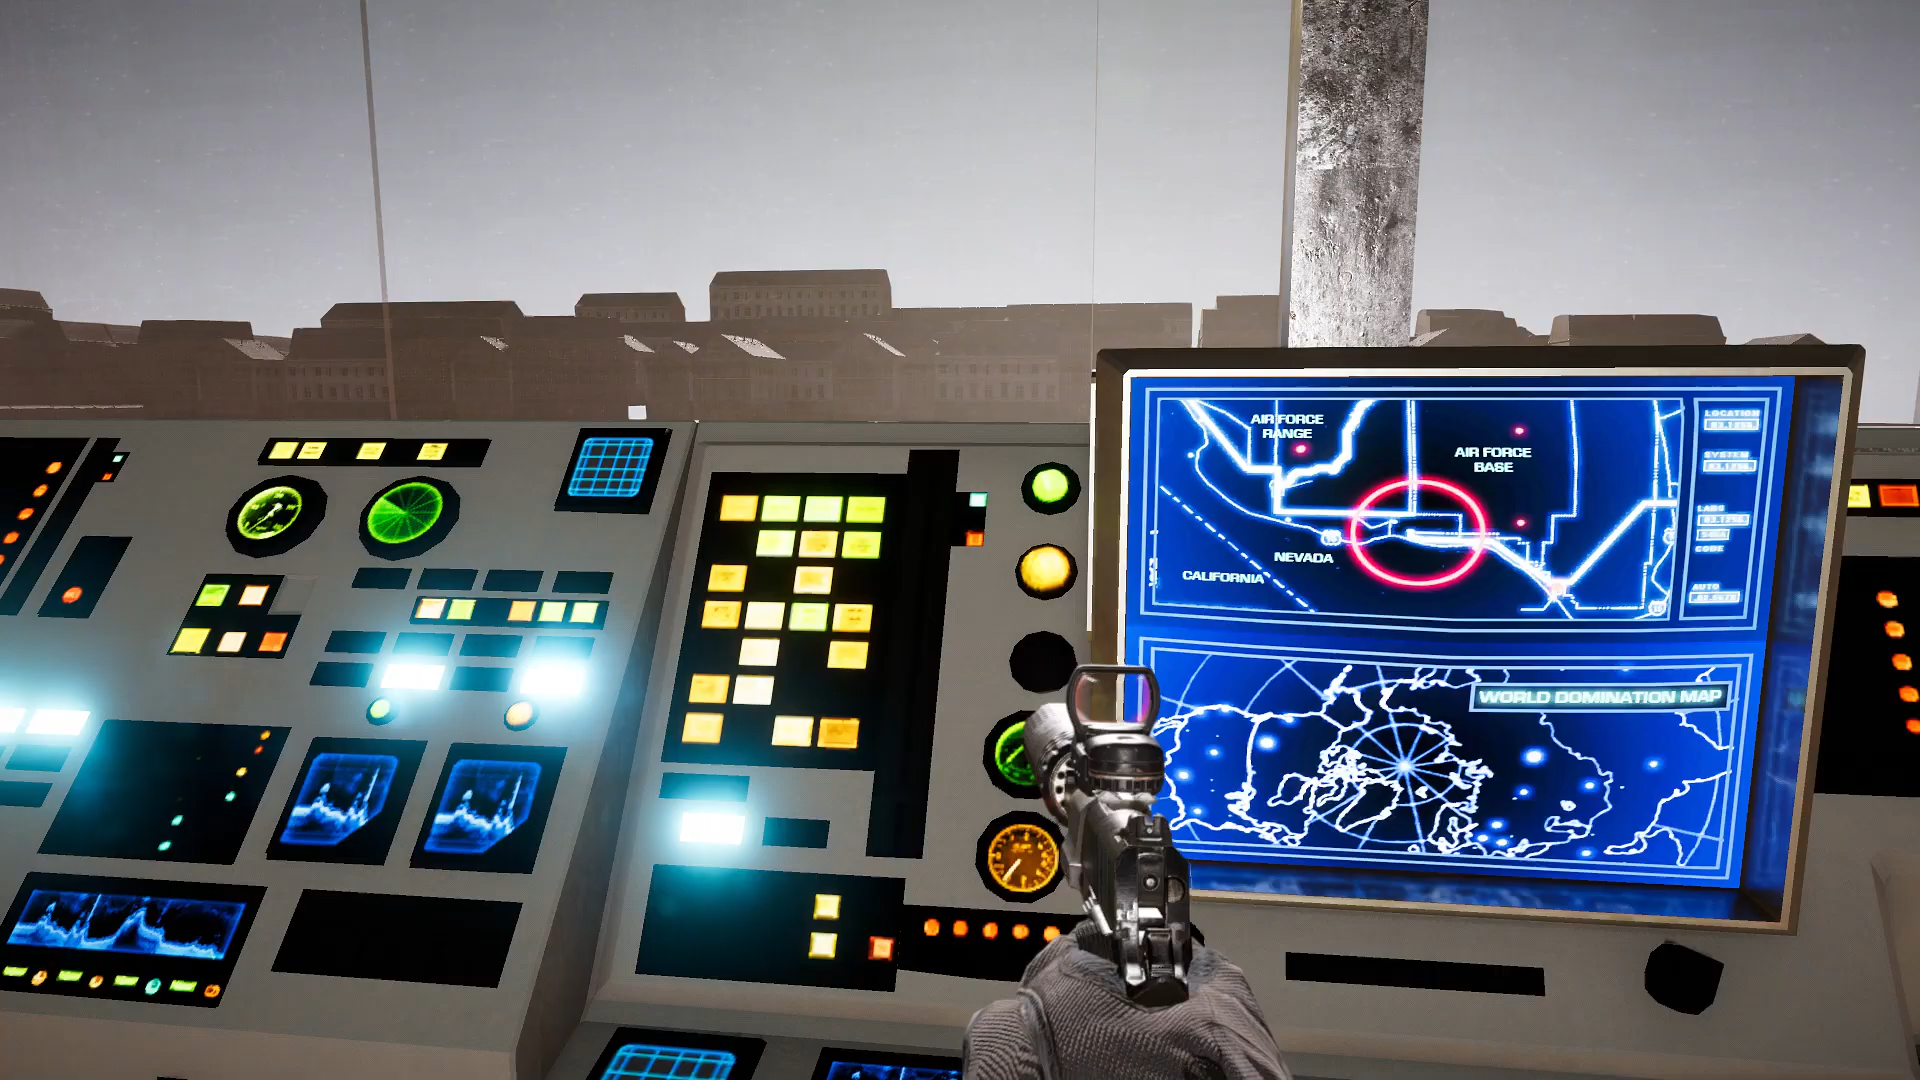 AIR FORCE
RANGE
AIR FORCE
BASE
NEVADA
CALIFORNIA
LOCATION
SYSTEM
CODE
AUTO
WORLD DOMINATION MAP